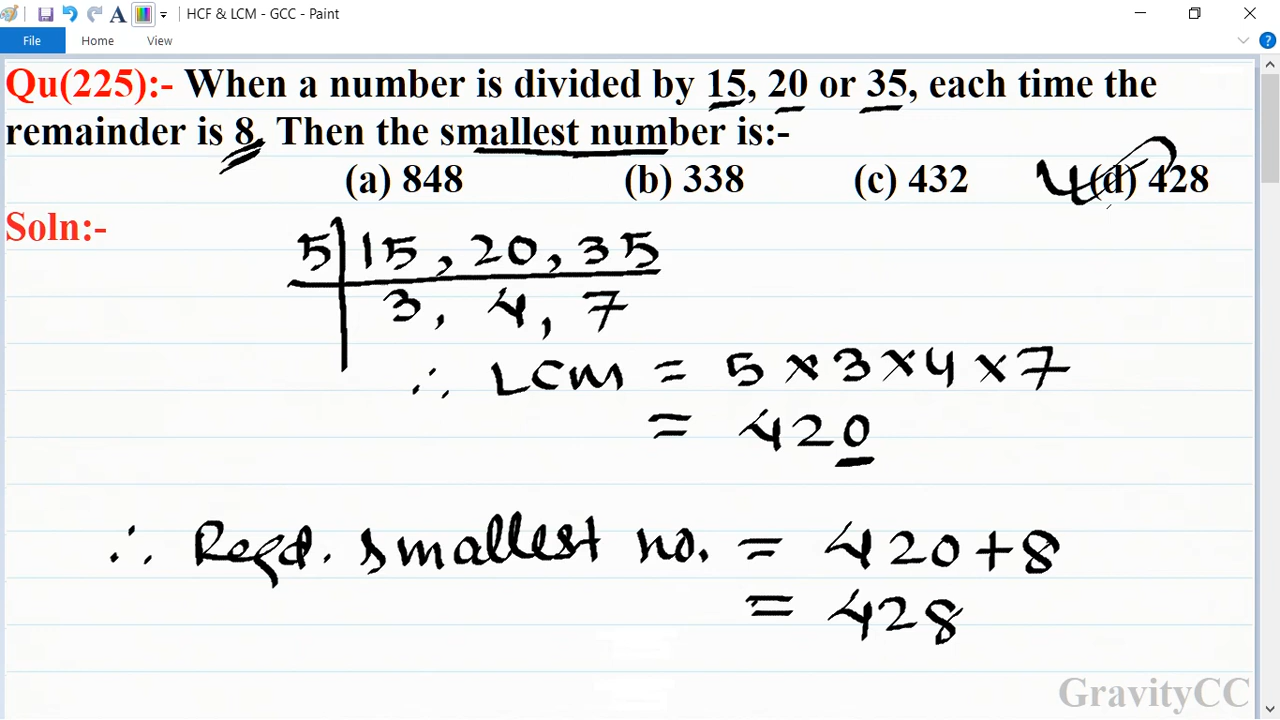 HCF & LCM - GCC - Paint
File Home View
Qu(225):- When a number is divided by 15, 20 or 35, each time the
remainder is 8. Then the smallest number is:-
(a) 848 (b) 338 (c) 432 (d) 428
Soln:-
5 | 15, 20, 35
3, 4, 7
∴ LCM = 5 × 3 × 4 × 7
= 420
∴ Reqd. smallest no. = 420 + 8
= 428
GravityCC